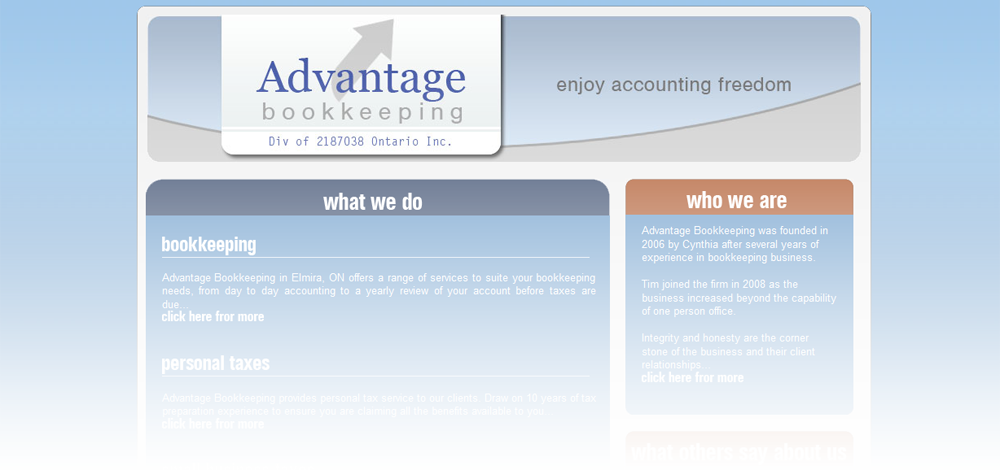 Advantage
bookkeeping
Div of 2187038 Ontario Inc.
enjoy accounting freedom
what we do
bookkeeping
Advantage Bookkeeping in Elmira, ON offers a range of services to suite your bookkeeping
needs, from day to day accounting to a yearly review of your account before taxes are
due...
click here fror more
personal taxes
Advantage Bookkeeping provides personal tax service to our clients. Draw on 10 years of tax
preparation experience to ensure you are claiming all the benefits available to you...
click here fror more
who we are
Advantage Bookkeeping was founded in
2006 by Cynthia after several years of
experience in bookkeeping business.
Tim joined the firm in 2008 as the
business increased beyond the capability
of one person office.
Integrity and honesty are the corner
stone of the business and their client
relationships...
click here fror more
what others say about us